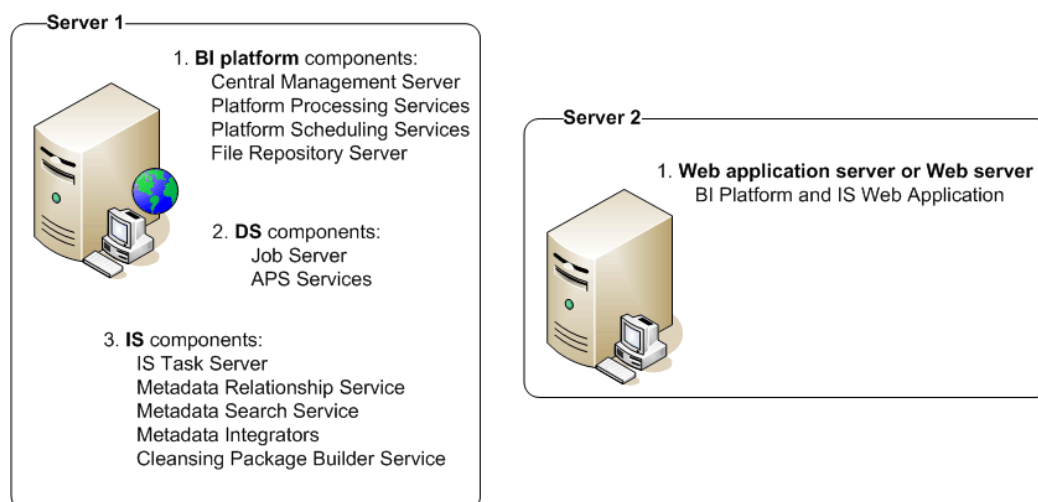 Server 1
1. BI platform components:
Central Management Server
Platform Processing Services
Platform Scheduling Services
File Repository Server
2. DS components:
Job Server
APS Services
3. IS components:
IS Task Server
Metadata Relationship Service
Metadata Search Service
Metadata Integrators
Cleansing Package Builder Service
Server 2
1. Web application server or Web server
BI Platform and IS Web Application